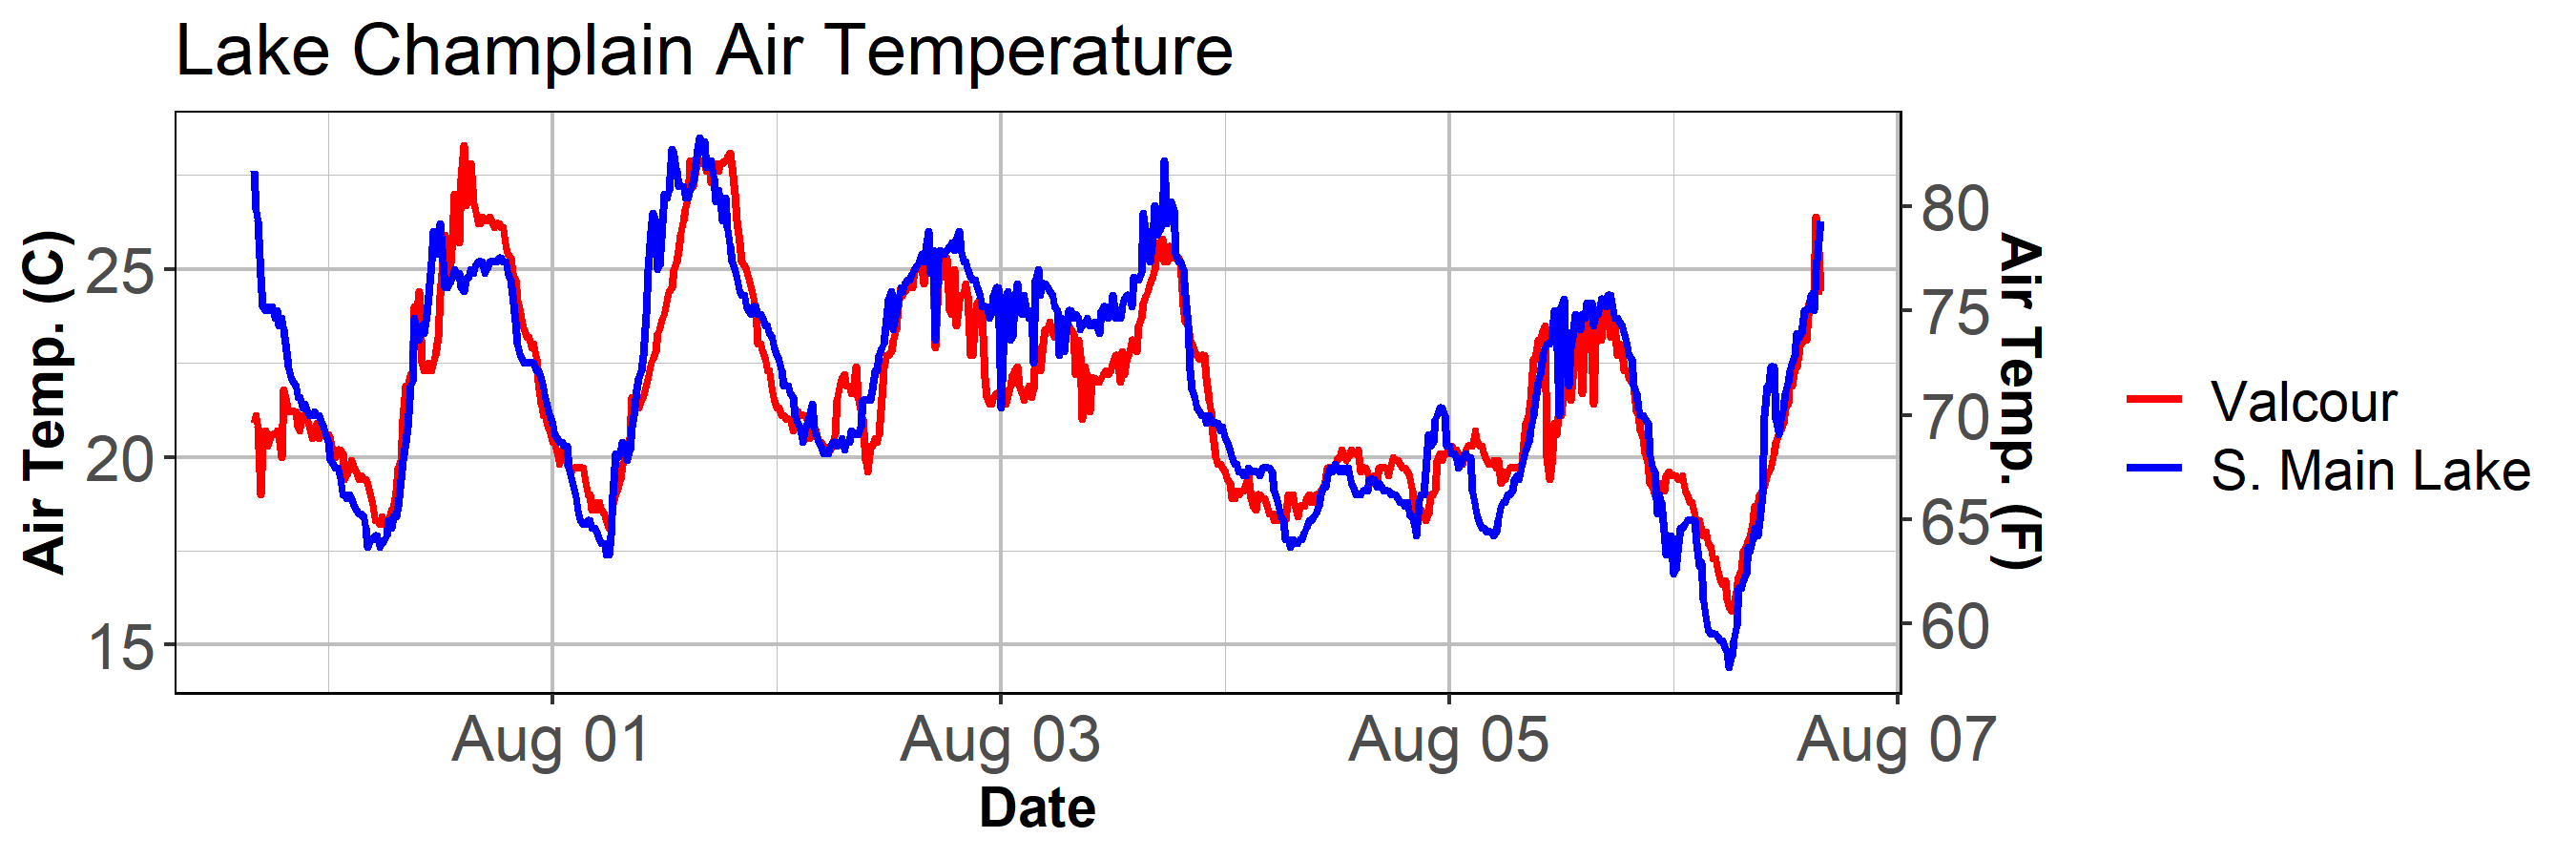 Lake Champlain Air Temperature
Air Temp. (C)
25
20
15
80
75
70
65
60
Air Temp. (F)
Aug 01
Aug 03
Aug 05
Aug 07
Date
Valcour
S. Main Lake